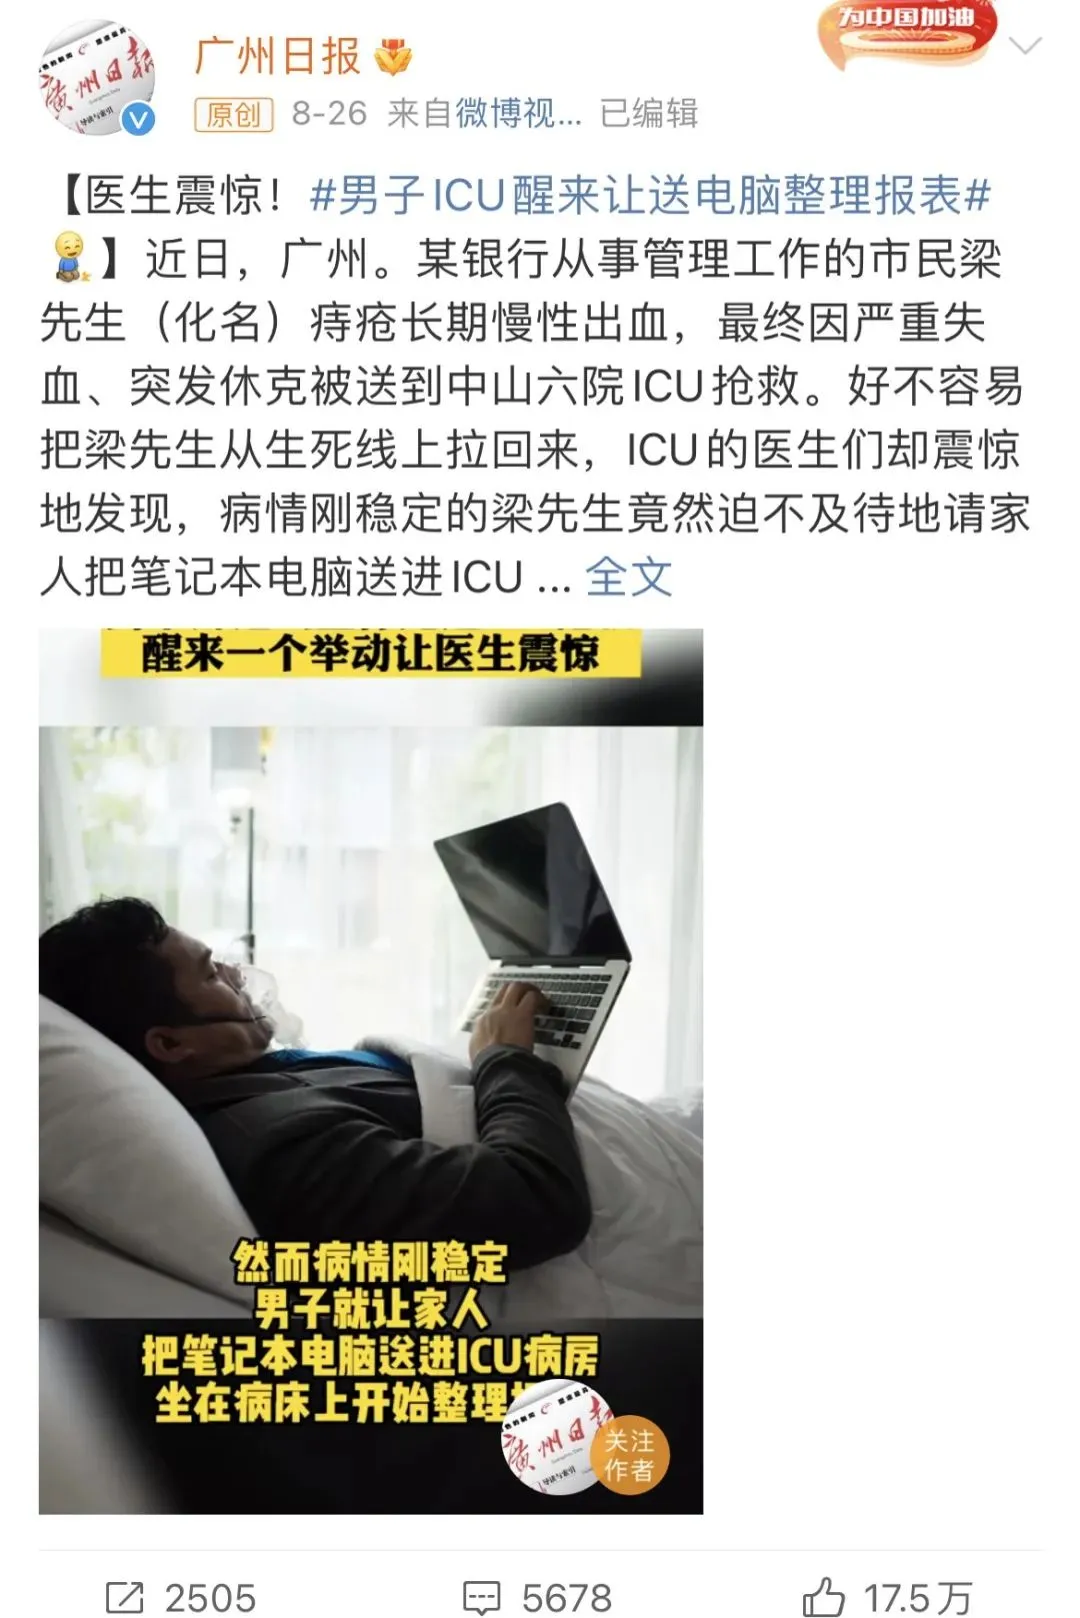 为中国加油
广州日报
原创 8-26 来自微博视... 已编辑
【医生震惊！#男子ICU醒来让送电脑整理报表#
】近日，广州。某银行从事管理工作的市民梁
先生（化名）痔疮长期慢性出血，最终因严重失
血、突发休克被送到中山六院ICU抢救。好不容易
把梁先生从生死线上拉回来，ICU的医生们却震惊
地发现，病情刚稳定的梁先生竟然迫不及待地请家
人把笔记本电脑送进ICU ... 全文
醒来一个举动让医生震惊
然而病情刚稳定
男子就让家人
把笔记本电脑送进ICU病房
坐在病床上开始整理
廣州日报
导读与索引
关注
作者
2505
5678
17.5万